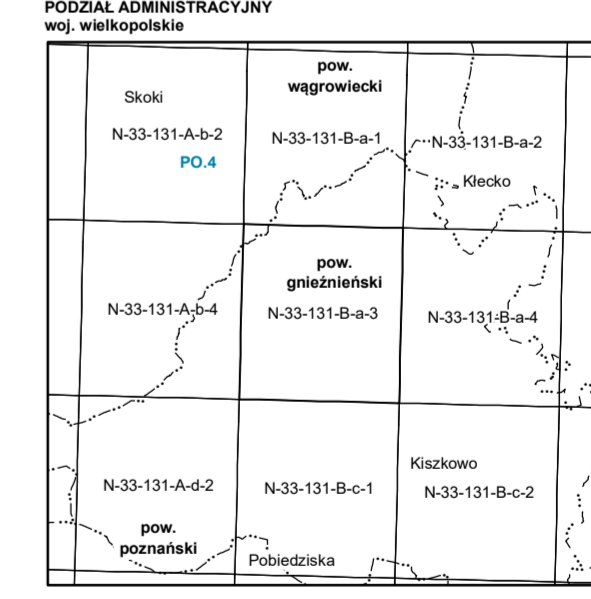 PODZIAŁ ADMINISTRACYJNY
woj. wielkopolskie
pow.
wągrowiecki
Skoki
N-33-131-A-b-2
N-33-131-B-a-1
N-33-131-B-a-2
PO.4
Kłecko
pow.
gnieźnieński
N-33-131-A-b-4
N-33-131-B-a-3
N-33-131-B-a-4
Kiszkowo
N-33-131-A-d-2
N-33-131-B-c-1
N-33-131-B-c-2
pow.
poznański
Pobiedziska